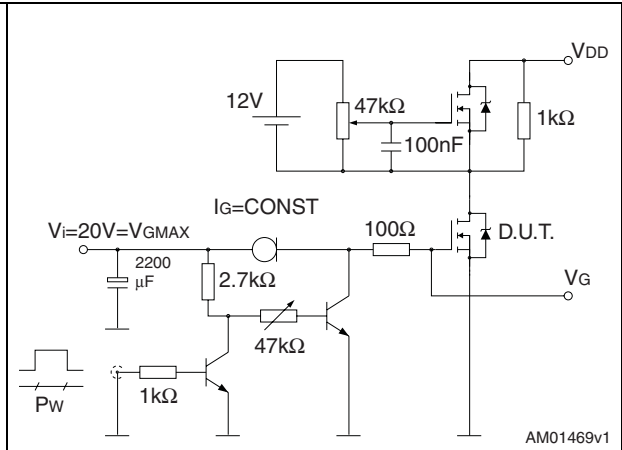 VDD
12V
47kΩ
1kΩ
100nF
IG=CONST
Vi=20V=VGMAX
100Ω
D.U.T.
2200
μF
2.7kΩ
VG
47kΩ
1kΩ
PW
AM01469v1